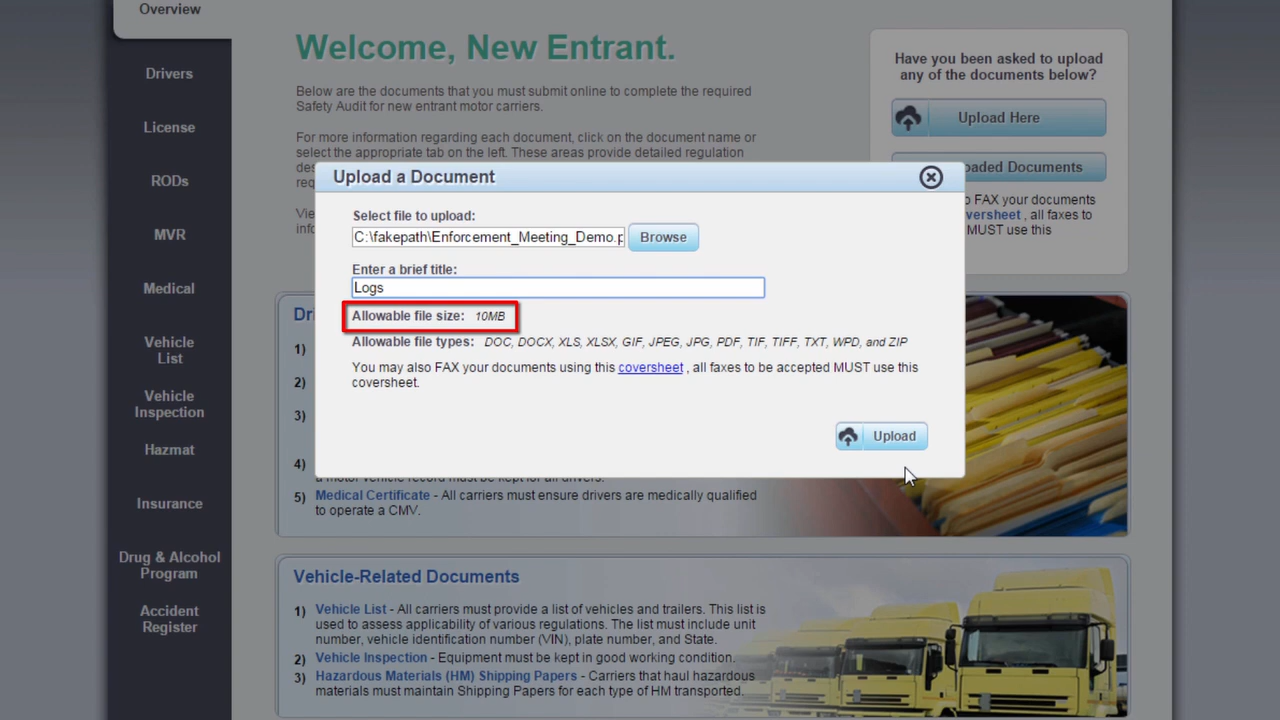 Overview
Drivers
License
RODs
MVR
Medical
Vehicle
List
Vehicle
Inspection
Hazmat
Insurance
Drug & Alcohol
Program
Accident
Register
Welcome, New Entrant.
Below are the documents that you must submit online to complete the required
Safety Audit for new entrant motor carriers.
For more information regarding each document, click on the document name or
select the appropriate tab on the left. These areas provide detailed regulation
Have you been asked to upload
any of the documents below?
Upload Here
Documents
FAX your documents
, all faxes to
MUST use this
Upload a Document
Select file to upload:
C:\fakepath\Enforcement_Meeting_Demo.p
Browse
Enter a brief title:
Logs
Allowable file size: 10MB
Allowable file types: DOC, DOCX, XLS, XLSX, GIF, JPEG, JPG, PDF, TIF, TIFF, TXT, WPD, and ZIP
You may also FAX your documents using this coversheet , all faxes to be accepted MUST use this
coversheet.
Upload
1)
2)
3)
4)
a motor vehicle record must be kept for all drivers.
5) Medical Certificate - All carriers must ensure drivers are medically qualified
to operate a CMV.
Vehicle-Related Documents
1) Vehicle List - All carriers must provide a list of vehicles and trailers. This list is
used to assess applicability of various regulations. The list must include unit
number, vehicle identification number (VIN), plate number, and State.
2) Vehicle Inspection - Equipment must be kept in good working condition.
3) Hazardous Materials (HM) Shipping Papers - Carriers that haul hazardous
materials must maintain Shipping Papers for each type of HM transported.